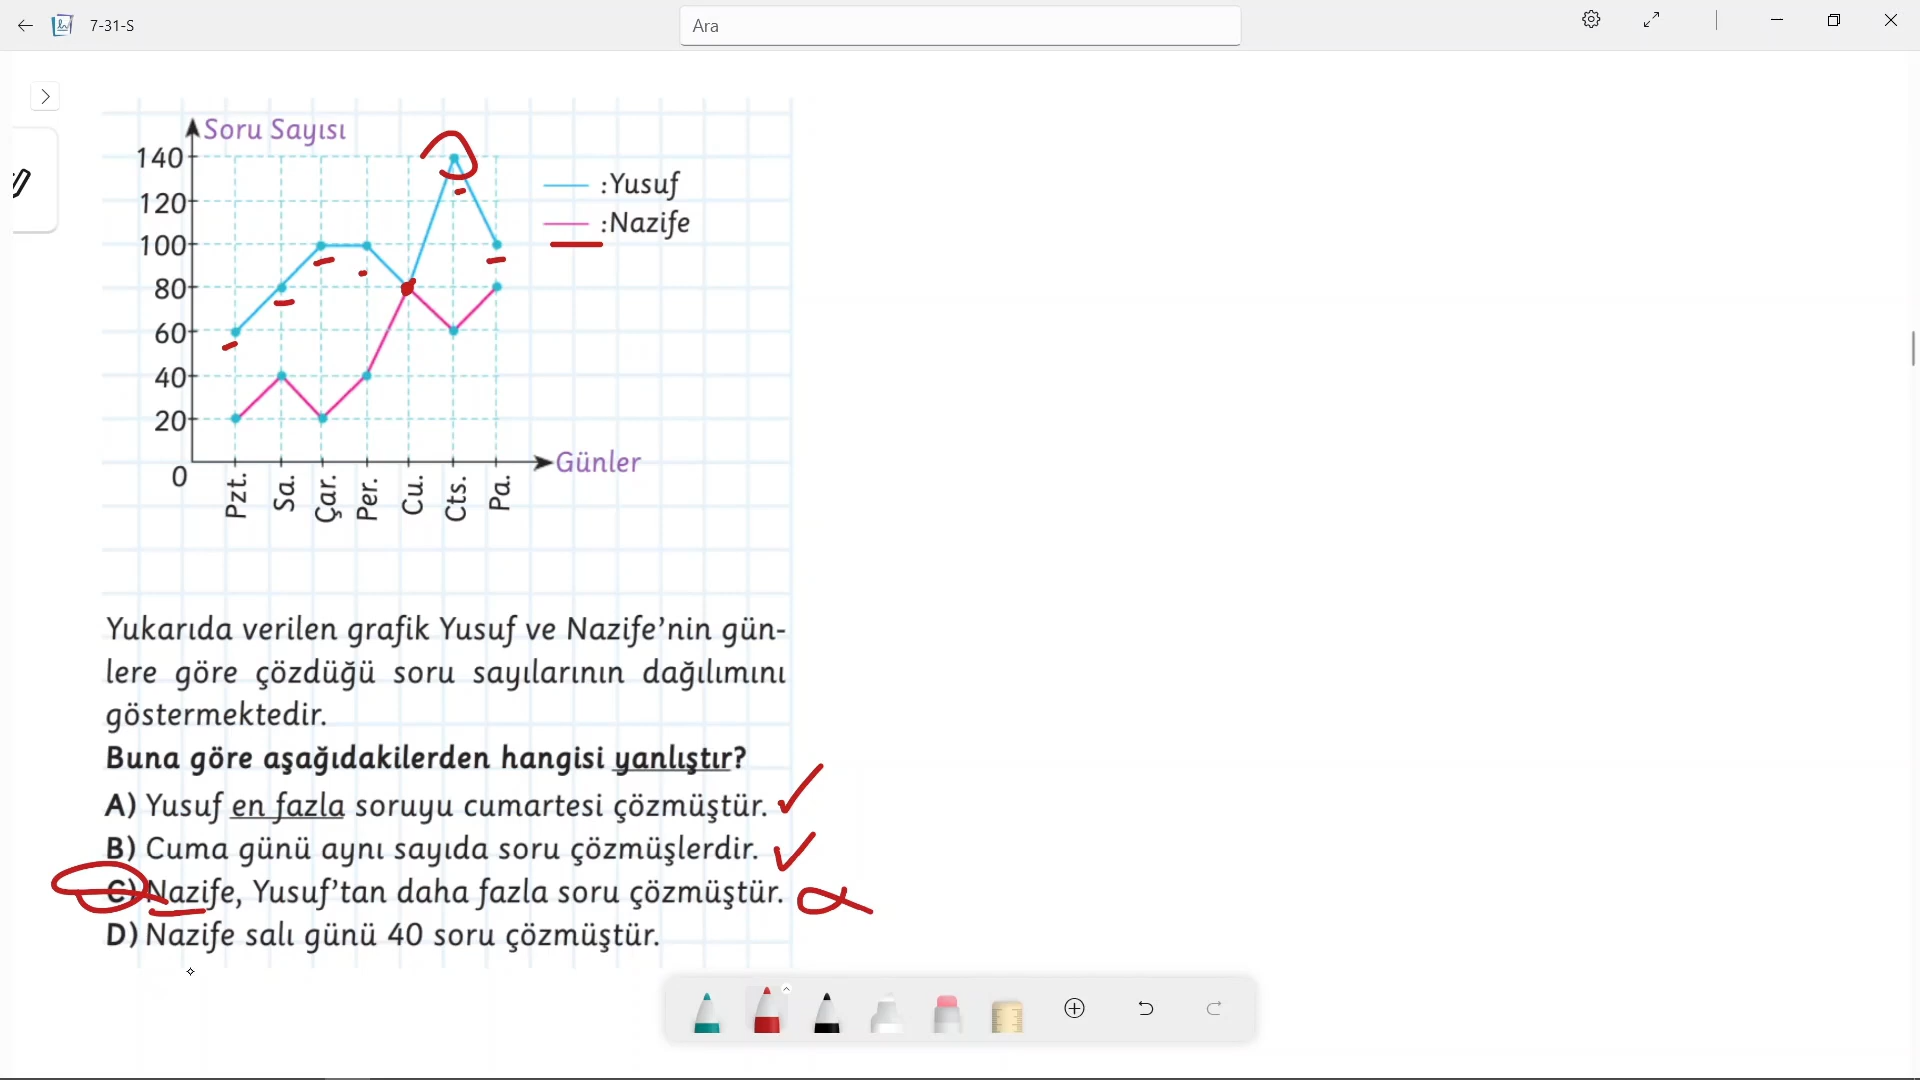 7-31-S
Ara
Soru Sayısı
140
120
100
80
60
40
20
0
:Yusuf
:Nazife
Günler
Pzt.
Sa.
Çar.
Per.
Cu.
Cts.
Pa.
Yukarıda verilen grafik Yusuf ve Nazife’nin gün-
lere göre çözdüğü soru sayılarının dağılımını
göstermektedir.
Buna göre aşağıdakilerden hangisi yanlıştır?
A) Yusuf en fazla soruyu cumartesi çözmüştür.
B) Cuma günü aynı sayıda soru çözmüşlerdir.
C) Nazife, Yusuf’tan daha fazla soru çözmüştür.
D) Nazife salı günü 40 soru çözmüştür.